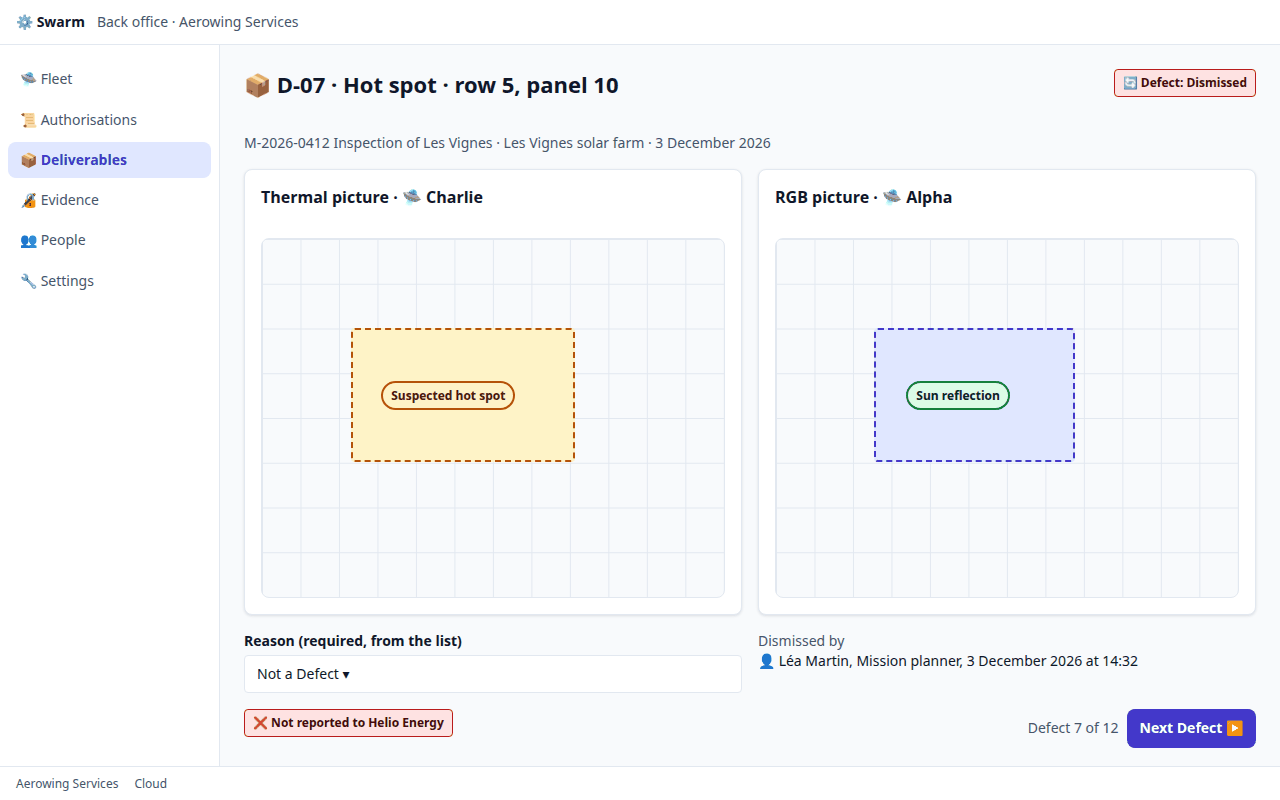 ⚙️ Swarm Back office · Aerowing Services
🛸 Fleet
📜 Authorisations
📦 Deliverables
🔏 Evidence
👥 People
🔧 Settings
📦 D-07 · Hot spot · row 5, panel 10
🔄 Defect: Dismissed
M-2026-0412 Inspection of Les Vignes · Les Vignes solar farm · 3 December 2026
Thermal picture · 🛸 Charlie
Suspected hot spot
RGB picture · 🛸 Alpha
Sun reflection
Reason (required, from the list)
Not a Defect ▾
Dismissed by
👤 Léa Martin, Mission planner, 3 December 2026 at 14:32
❌ Not reported to Helio Energy
Defect 7 of 12
Next Defect ▶️
Aerowing Services Cloud